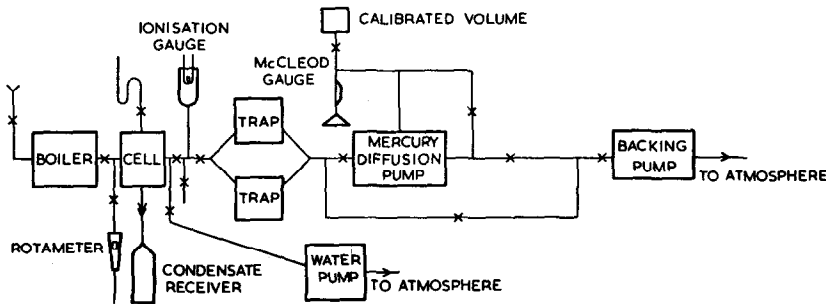 IONISATION
GAUGE
CALIBRATED VOLUME
McCLEOD
GAUGE
TRAP
BOILER
CELL
MERCURY
DIFFUSION
PUMP
BACKING
PUMP
TO ATMOSPHERE
TRAP
ROTAMETER
CONDENSATE
RECEIVER
WATER
PUMP
TO ATMOSPHERE